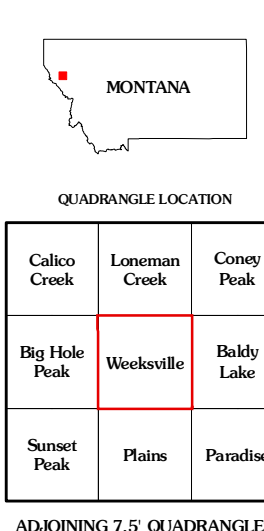 MONTANA
QUADRANGLE LOCATION
Calico Creek
Loneman Creek
Coney Peak
Big Hole Peak
Weeksville
Baldy Lake
Sunset Peak
Plains
Paradise
ADJOINING 7.5' QUADRANGLE